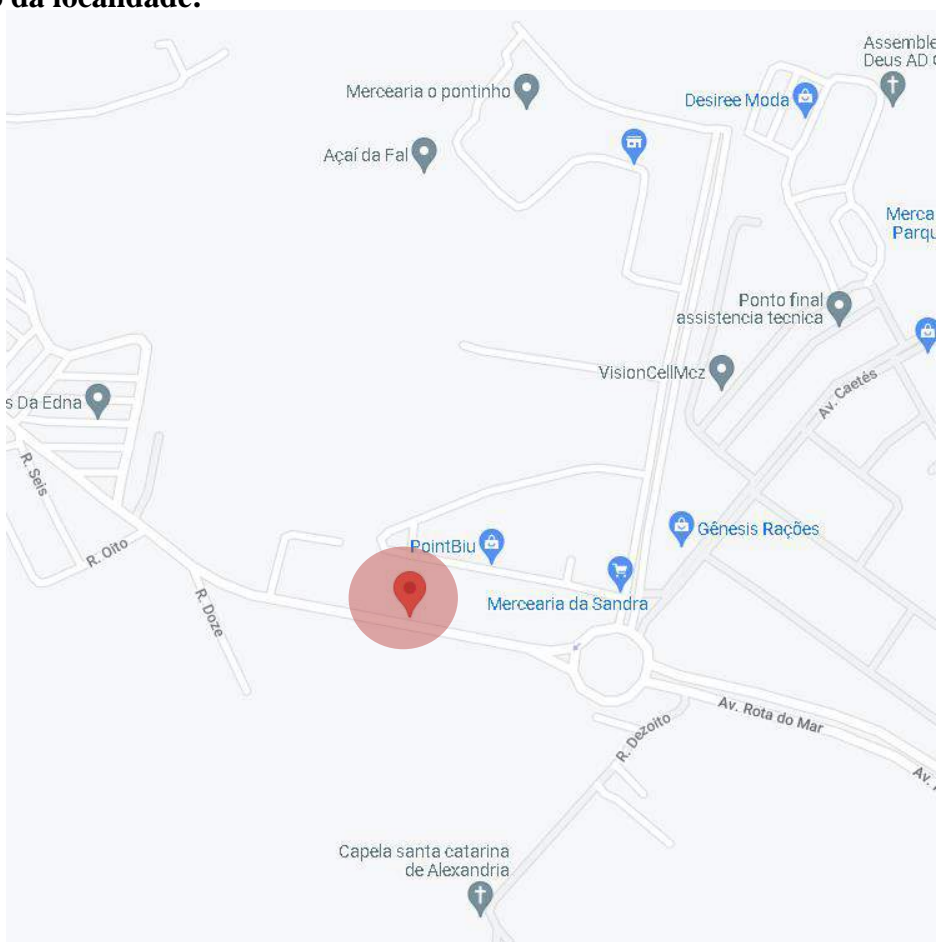 da localidade:
Assemble
Deus AD
Mercearia o pontinho
Desiree Moda
Açaí da Fal
Merca
Parqu
Ponto final
assistencia tecnica
VisionCellMcz
Av. Caetés
s Da Edna
R. Seis
Gênesis Rações
PointBiu
R. Oito
Mercearia da Sandra
R. Doze
Av. Rota do Mar
R. Dezoito
Av.
Capela santa catarina
de Alexandria